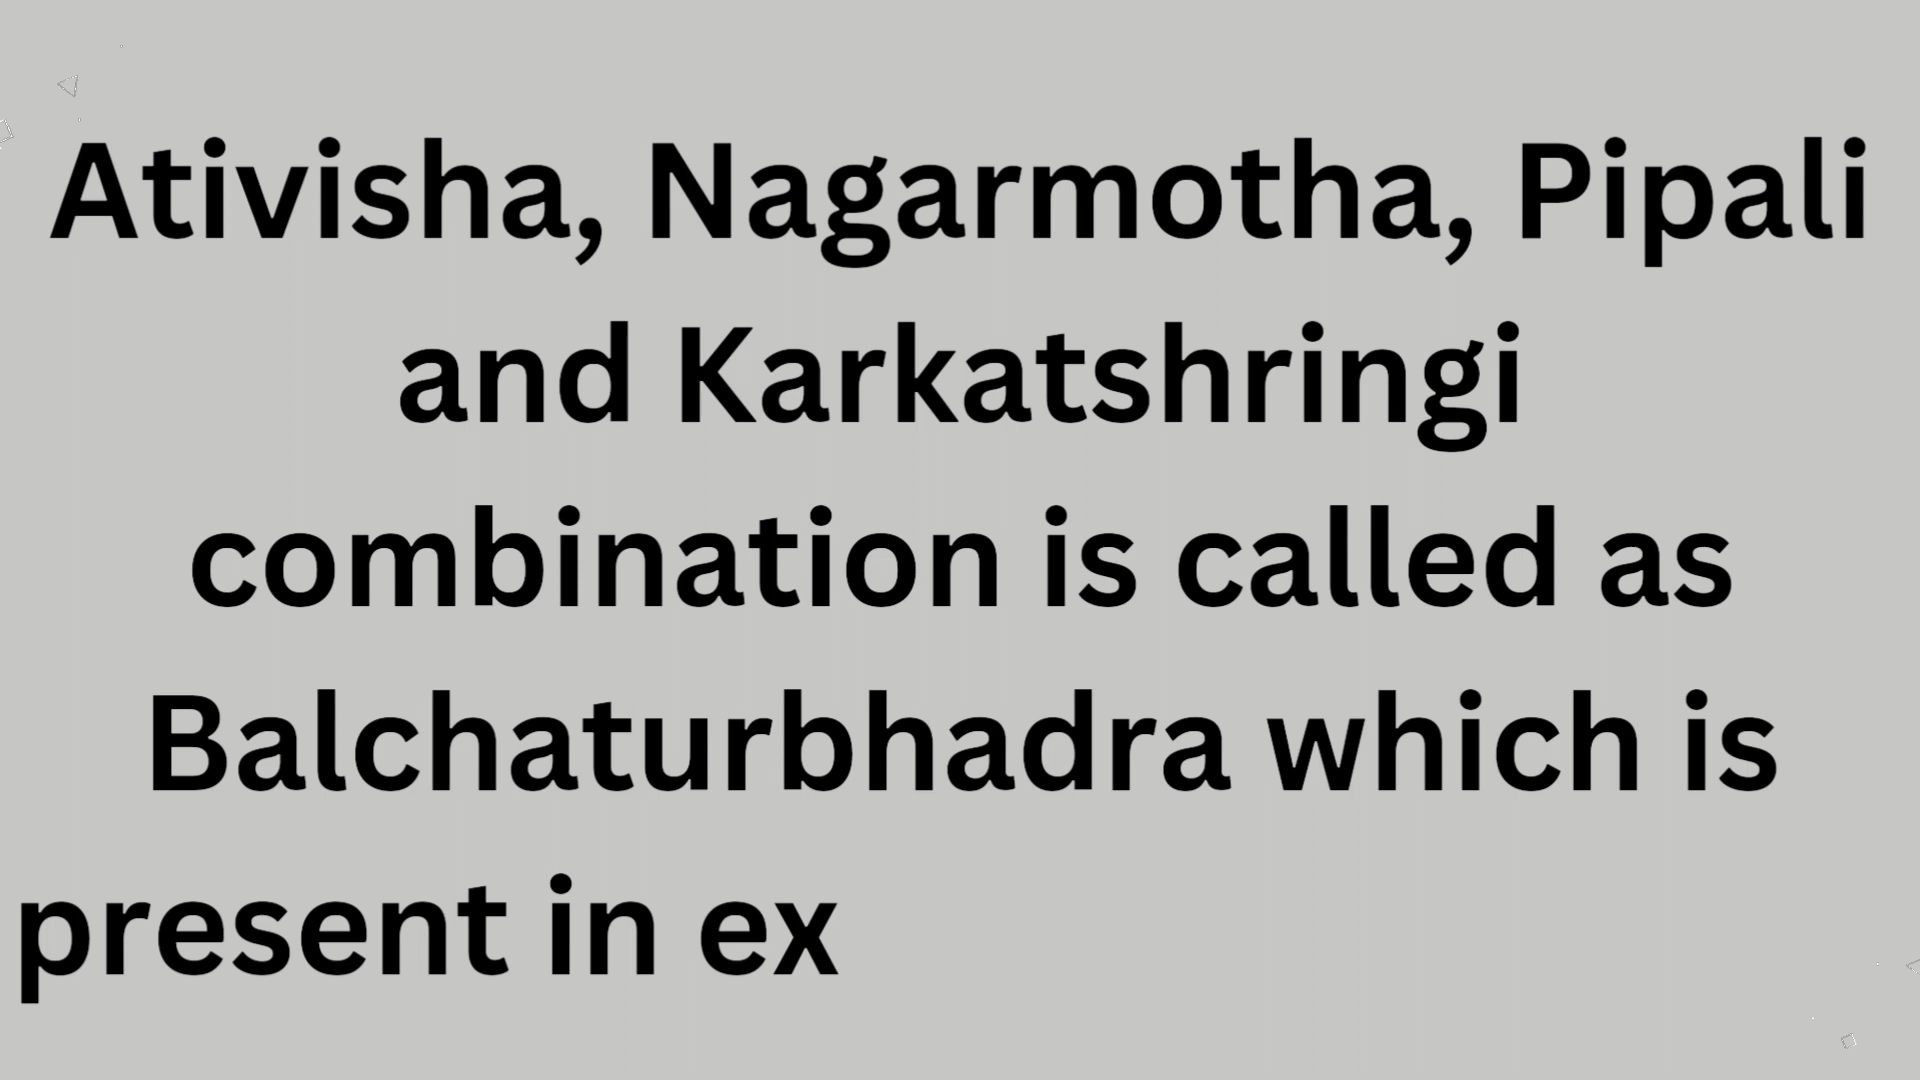 Ativisha, Nagarmotha, Pipali
and Karkatshringi
combination is called as
Balchaturbhadra which is
present in ex